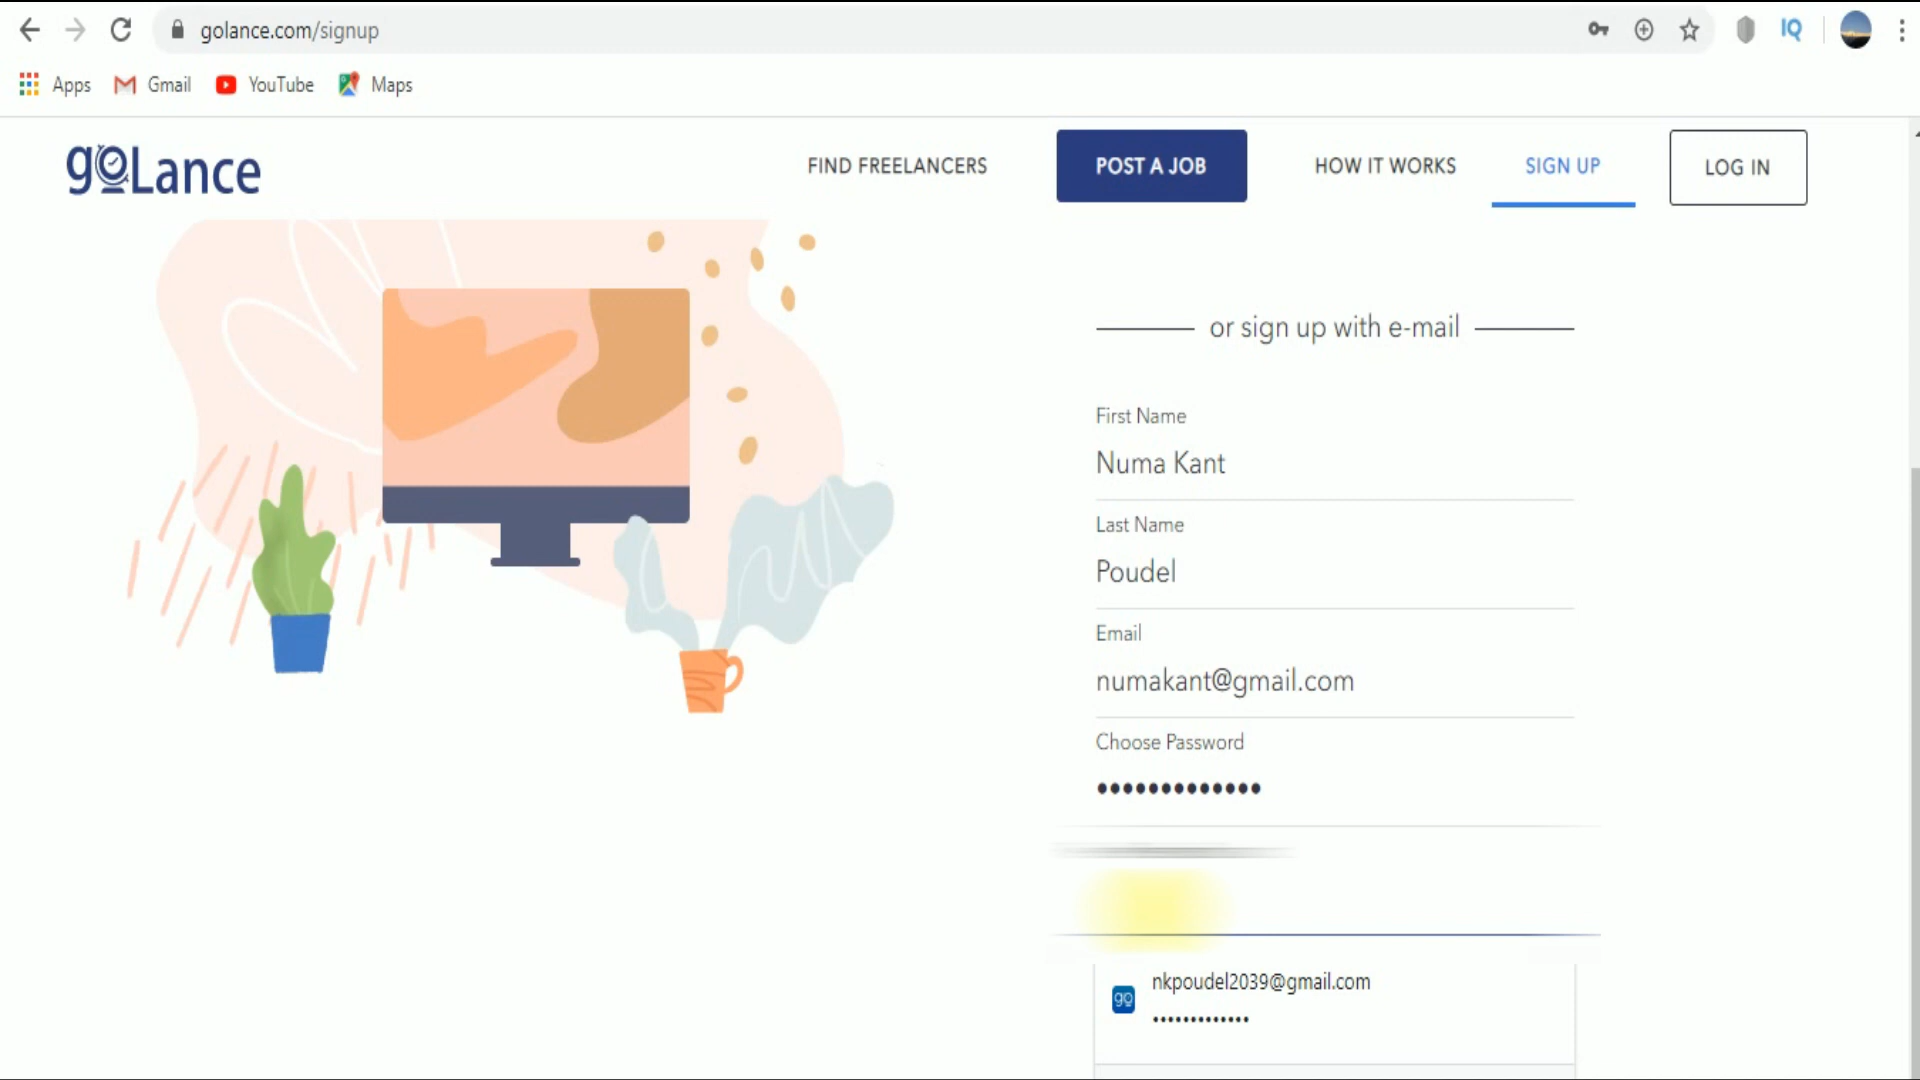 golance.com/signup
IQ
Apps
Gmail
YouTube
Maps
goLance
FIND FREELANCERS
POST A JOB
HOW IT WORKS
SIGN UP
LOG IN
or sign up with e-mail
First Name
Numa Kant
Last Name
Poudel
Email
numakant@gmail.com
Choose Password
•••••••••••••
go
nkpoudel2039@gmail.com
•••••••••••••